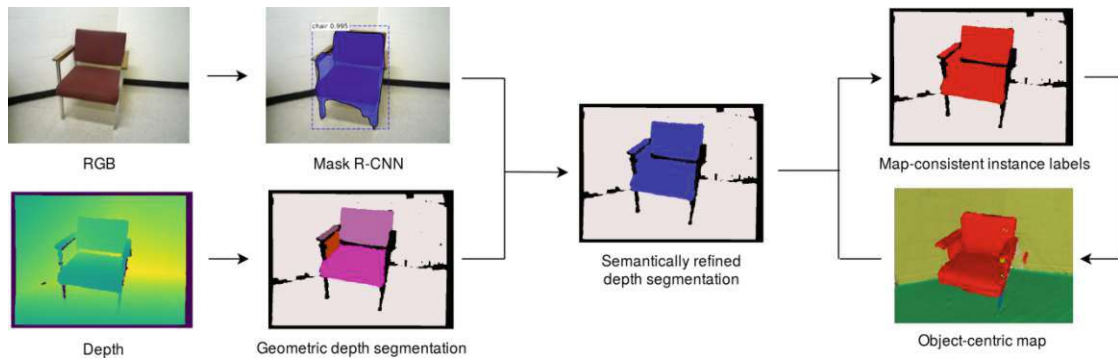 chair 0.995
RGB
Mask R-CNN
Map-consistent instance labels
Semantically refined
depth segmentation
Depth
Geometric depth segmentation
Object-centric map